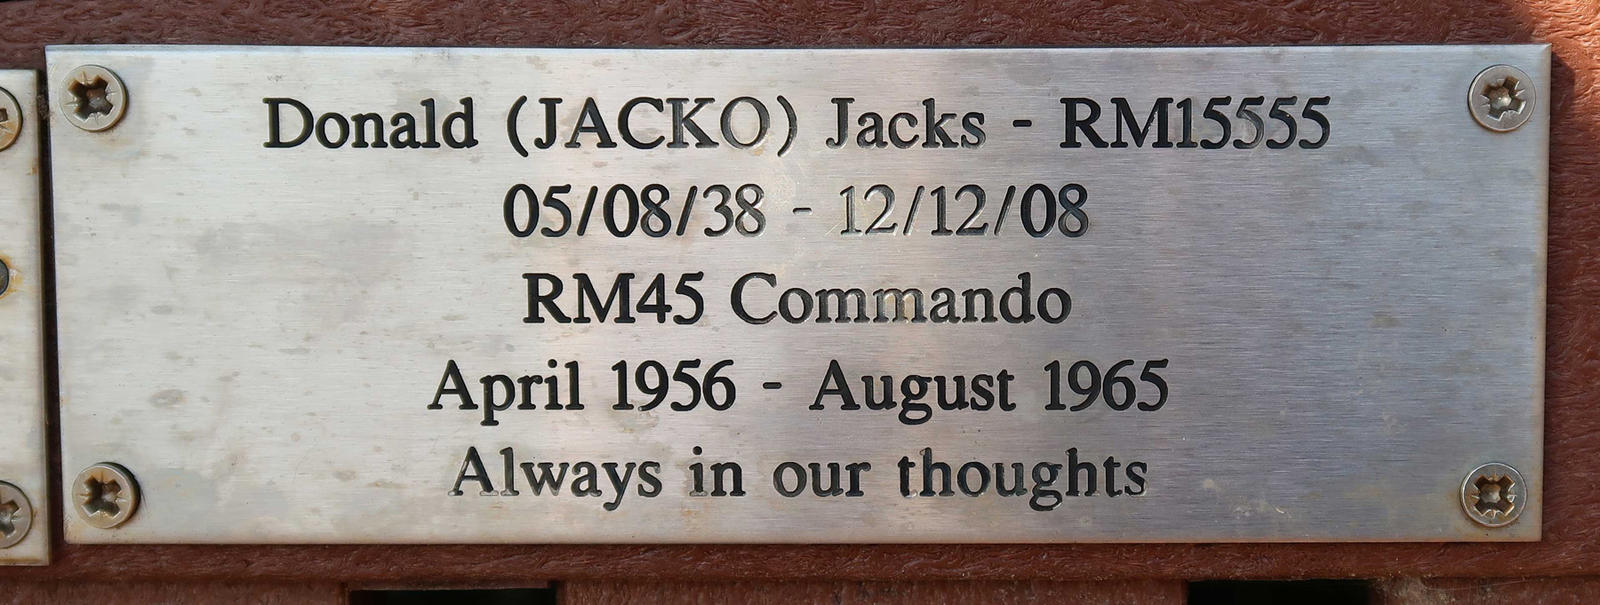 Donald (JACKO) Jacks - RM15555
05/08/38 - 12/12/08
RM45 Commando
April 1956 - August 1965
Always in our thoughts